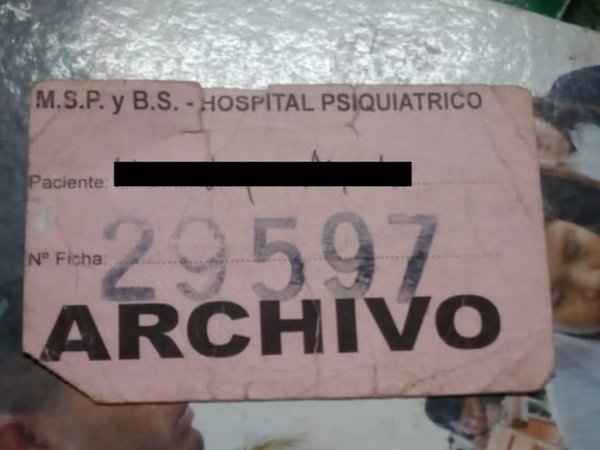 M.S.P. y B.S. - HOSPITAL PSIQUIATRICO
Paciente:
Nº Ficha: 29597
ARCHIVO